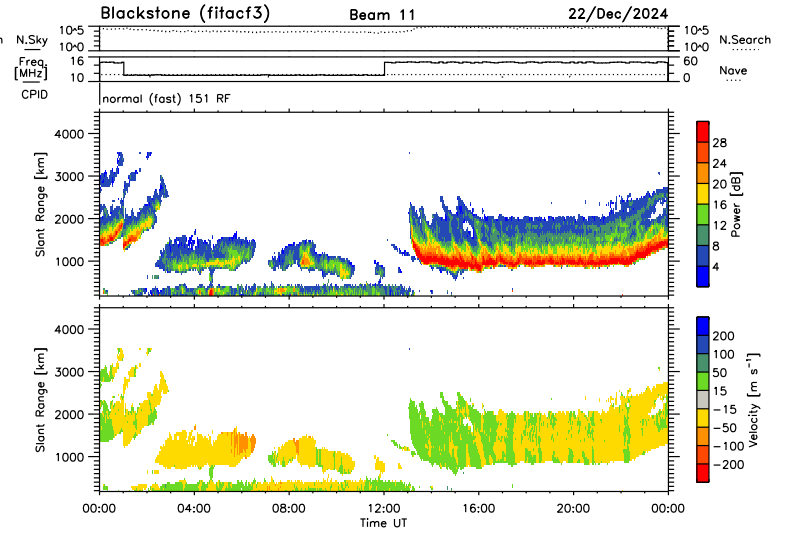 Blackstone (fitacf3) Beam 11 22/Dec/2024
N.Sky 10^5 10^0 10^5 10^0 N.Search
Freq. [MHz] 16 10 60 0 Nave
CPID normal (fast) 151 RF
Slant Range [km] 4000 3000 2000 1000
Power [dB] 28 24 20 16 12 8 4
Slant Range [km] 4000 3000 2000 1000
Velocity [m s^-1] 200 100 50 15 -15 -50 -100 -200
00:00 04:00 08:00 12:00 16:00 20:00 00:00
Time UT